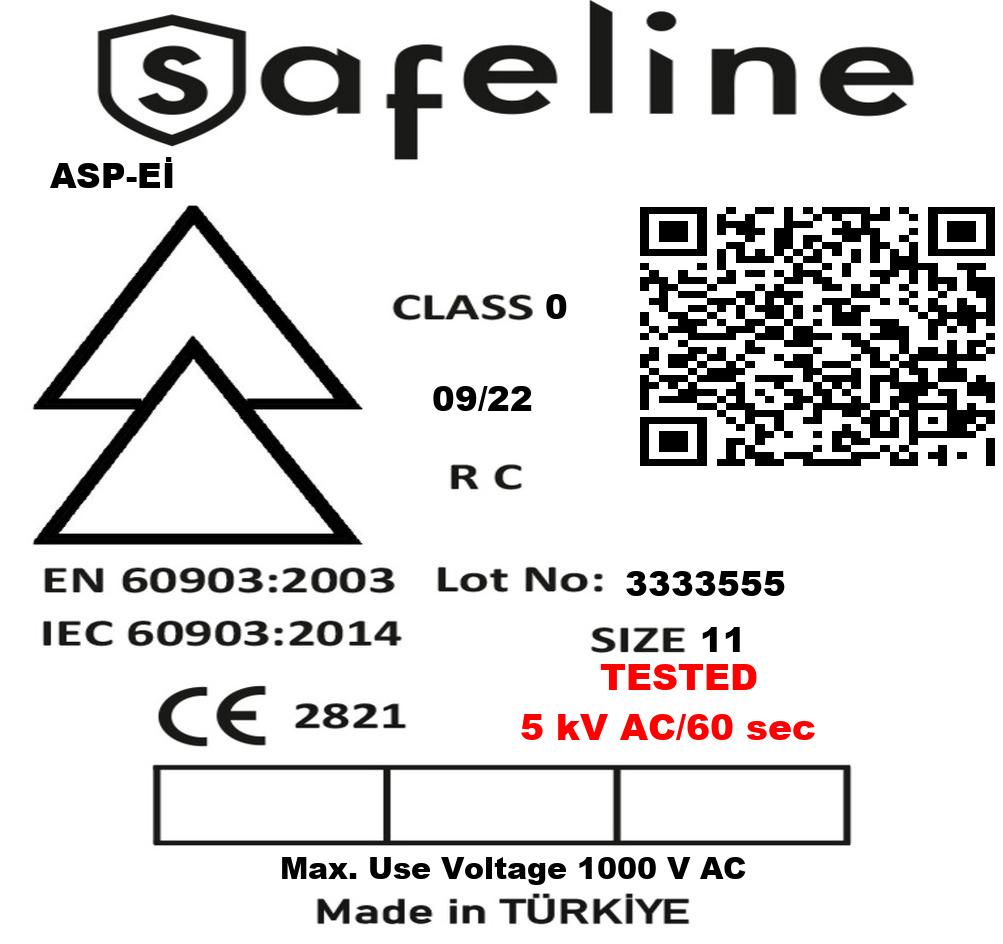 Safeline
ASP-Eİ
CLASS 0
09/22
R C
EN 60903:2003
Lot No: 3333555
IEC 60903:2014
SIZE 11
TESTED
CE 2821
5 kV AC/60 sec
Max. Use Voltage 1000 V AC
Made in TÜRKİYE